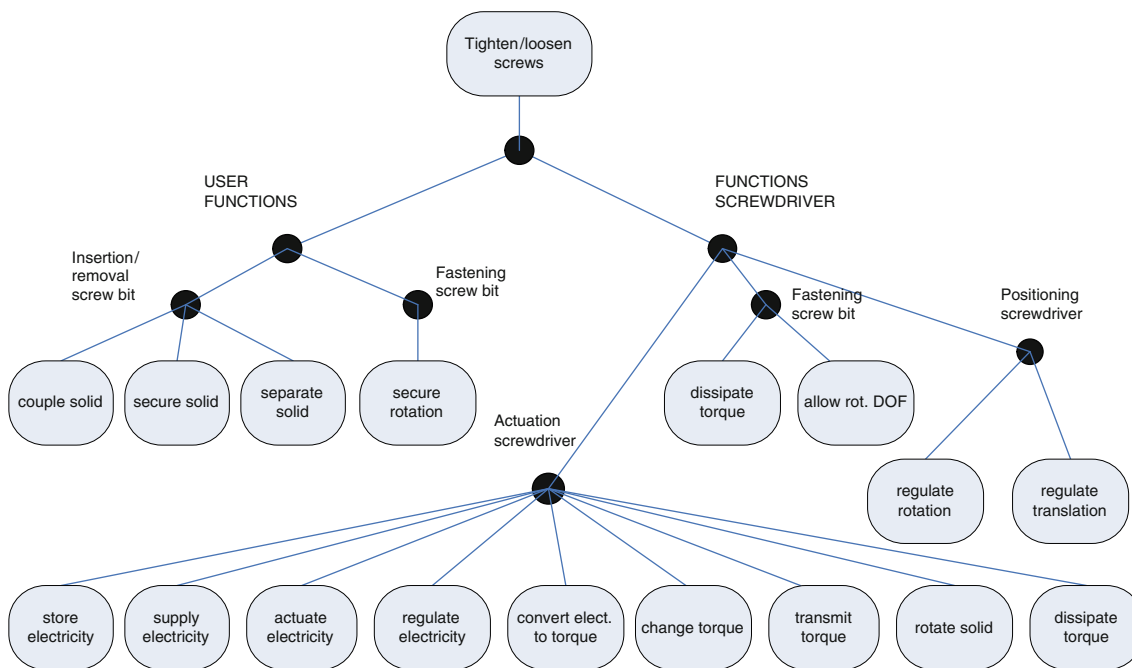 Tighten/loosen
screws
USER
FUNCTIONS
FUNCTIONS
SCREWDRIVER
Insertion/
removal
screw bit
Fastening
screw bit
Fastening
screw bit
Positioning
screwdriver
couple solid
secure solid
separate
solid
secure
rotation
dissipate
torque
allow rot. DOF
Actuation
screwdriver
regulate
rotation
regulate
translation
store
electricity
supply
electricity
actuate
electricity
regulate
electricity
convert elect.
to torque
change torque
transmit
torque
rotate solid
dissipate
torque